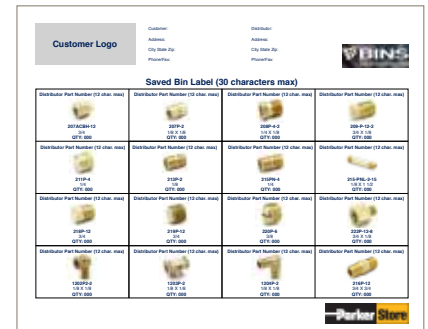 Customer Logo
Customer:
Address:
City State Zip:
Phone/Fax:
Distributor:
Address:
City State Zip:
Phone/Fax:
BINS
Saved Bin Label (30 characters max)
Distributor Part Number (12 char. max) Distributor Part Number (12 char. max) Distributor Part Number (12 char. max) Distributor Part Number (12 char. max)
207ACBH-12 207P-2 208P-4-2 209-P-12-2
3/4 1/8 X 1/8 1/4 X 1/8 3/4 X 1/8
QTY: 000 QTY: 000 QTY: 000 QTY: 000
Distributor Part Number (12 char. max) Distributor Part Number (12 char. max) Distributor Part Number (12 char. max) Distributor Part Number (12 char. max)
211P-4 213P-2 215PN-4 215-PNL-2-15
1/4 1/8 1/4 1/8 X 1 1/2
QTY: 000 QTY: 000 QTY: 000 QTY: 000
Distributor Part Number (12 char. max) Distributor Part Number (12 char. max) Distributor Part Number (12 char. max) Distributor Part Number (12 char. max)
218P-12 219P-12 220P-6
3/4 3/4 3/8
QTY: 000 QTY: 000 QTY: 000 QTY: 000
Distributor Part Number (12 char. max) Distributor Part Number (12 char. max) Distributor Part Number (12 char. max) Distributor Part Number (12 char. max)
1202P-2 1203P-2 1204P-2 216P-12
1/8 X 1/8 1/8 X 1/8 1/8 X 1/8 3/4 X 3/4
QTY: 000 QTY: 000 QTY: 000 QTY: 000
Parker Store